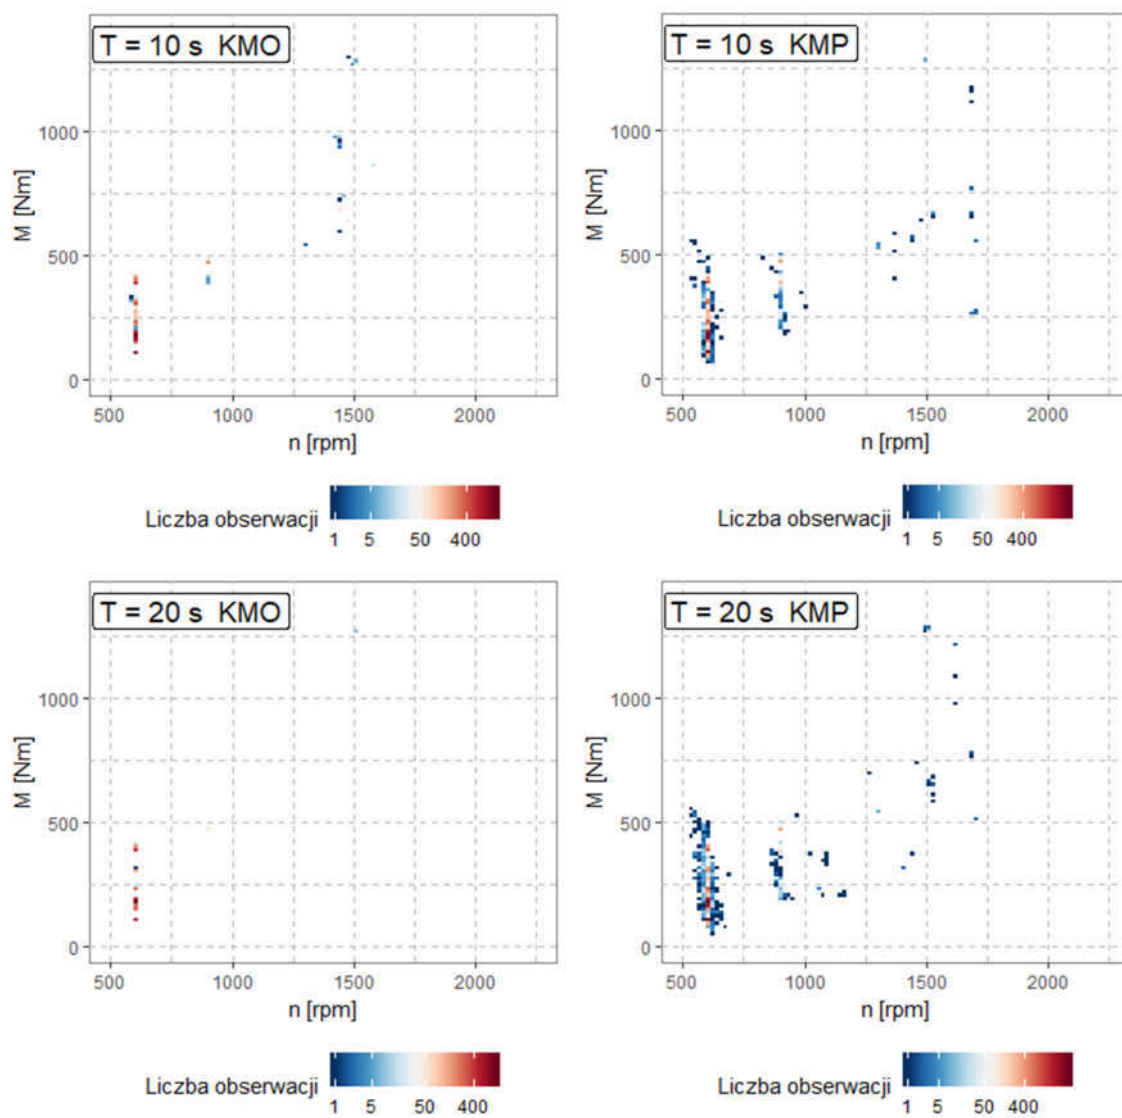 T = 10 s KMO
M [Nm]
1000
500
0
500 1000 1500 2000
n [rpm]
Liczba obserwacji
1 5 50 400
T = 10 s KMP
M [Nm]
1000
500
0
500 1000 1500 2000
n [rpm]
Liczba obserwacji
1 5 50 400
T = 20 s KMO
M [Nm]
1000
500
0
500 1000 1500 2000
n [rpm]
Liczba obserwacji
1 5 50 400
T = 20 s KMP
M [Nm]
1000
500
0
500 1000 1500 2000
n [rpm]
Liczba obserwacji
1 5 50 400